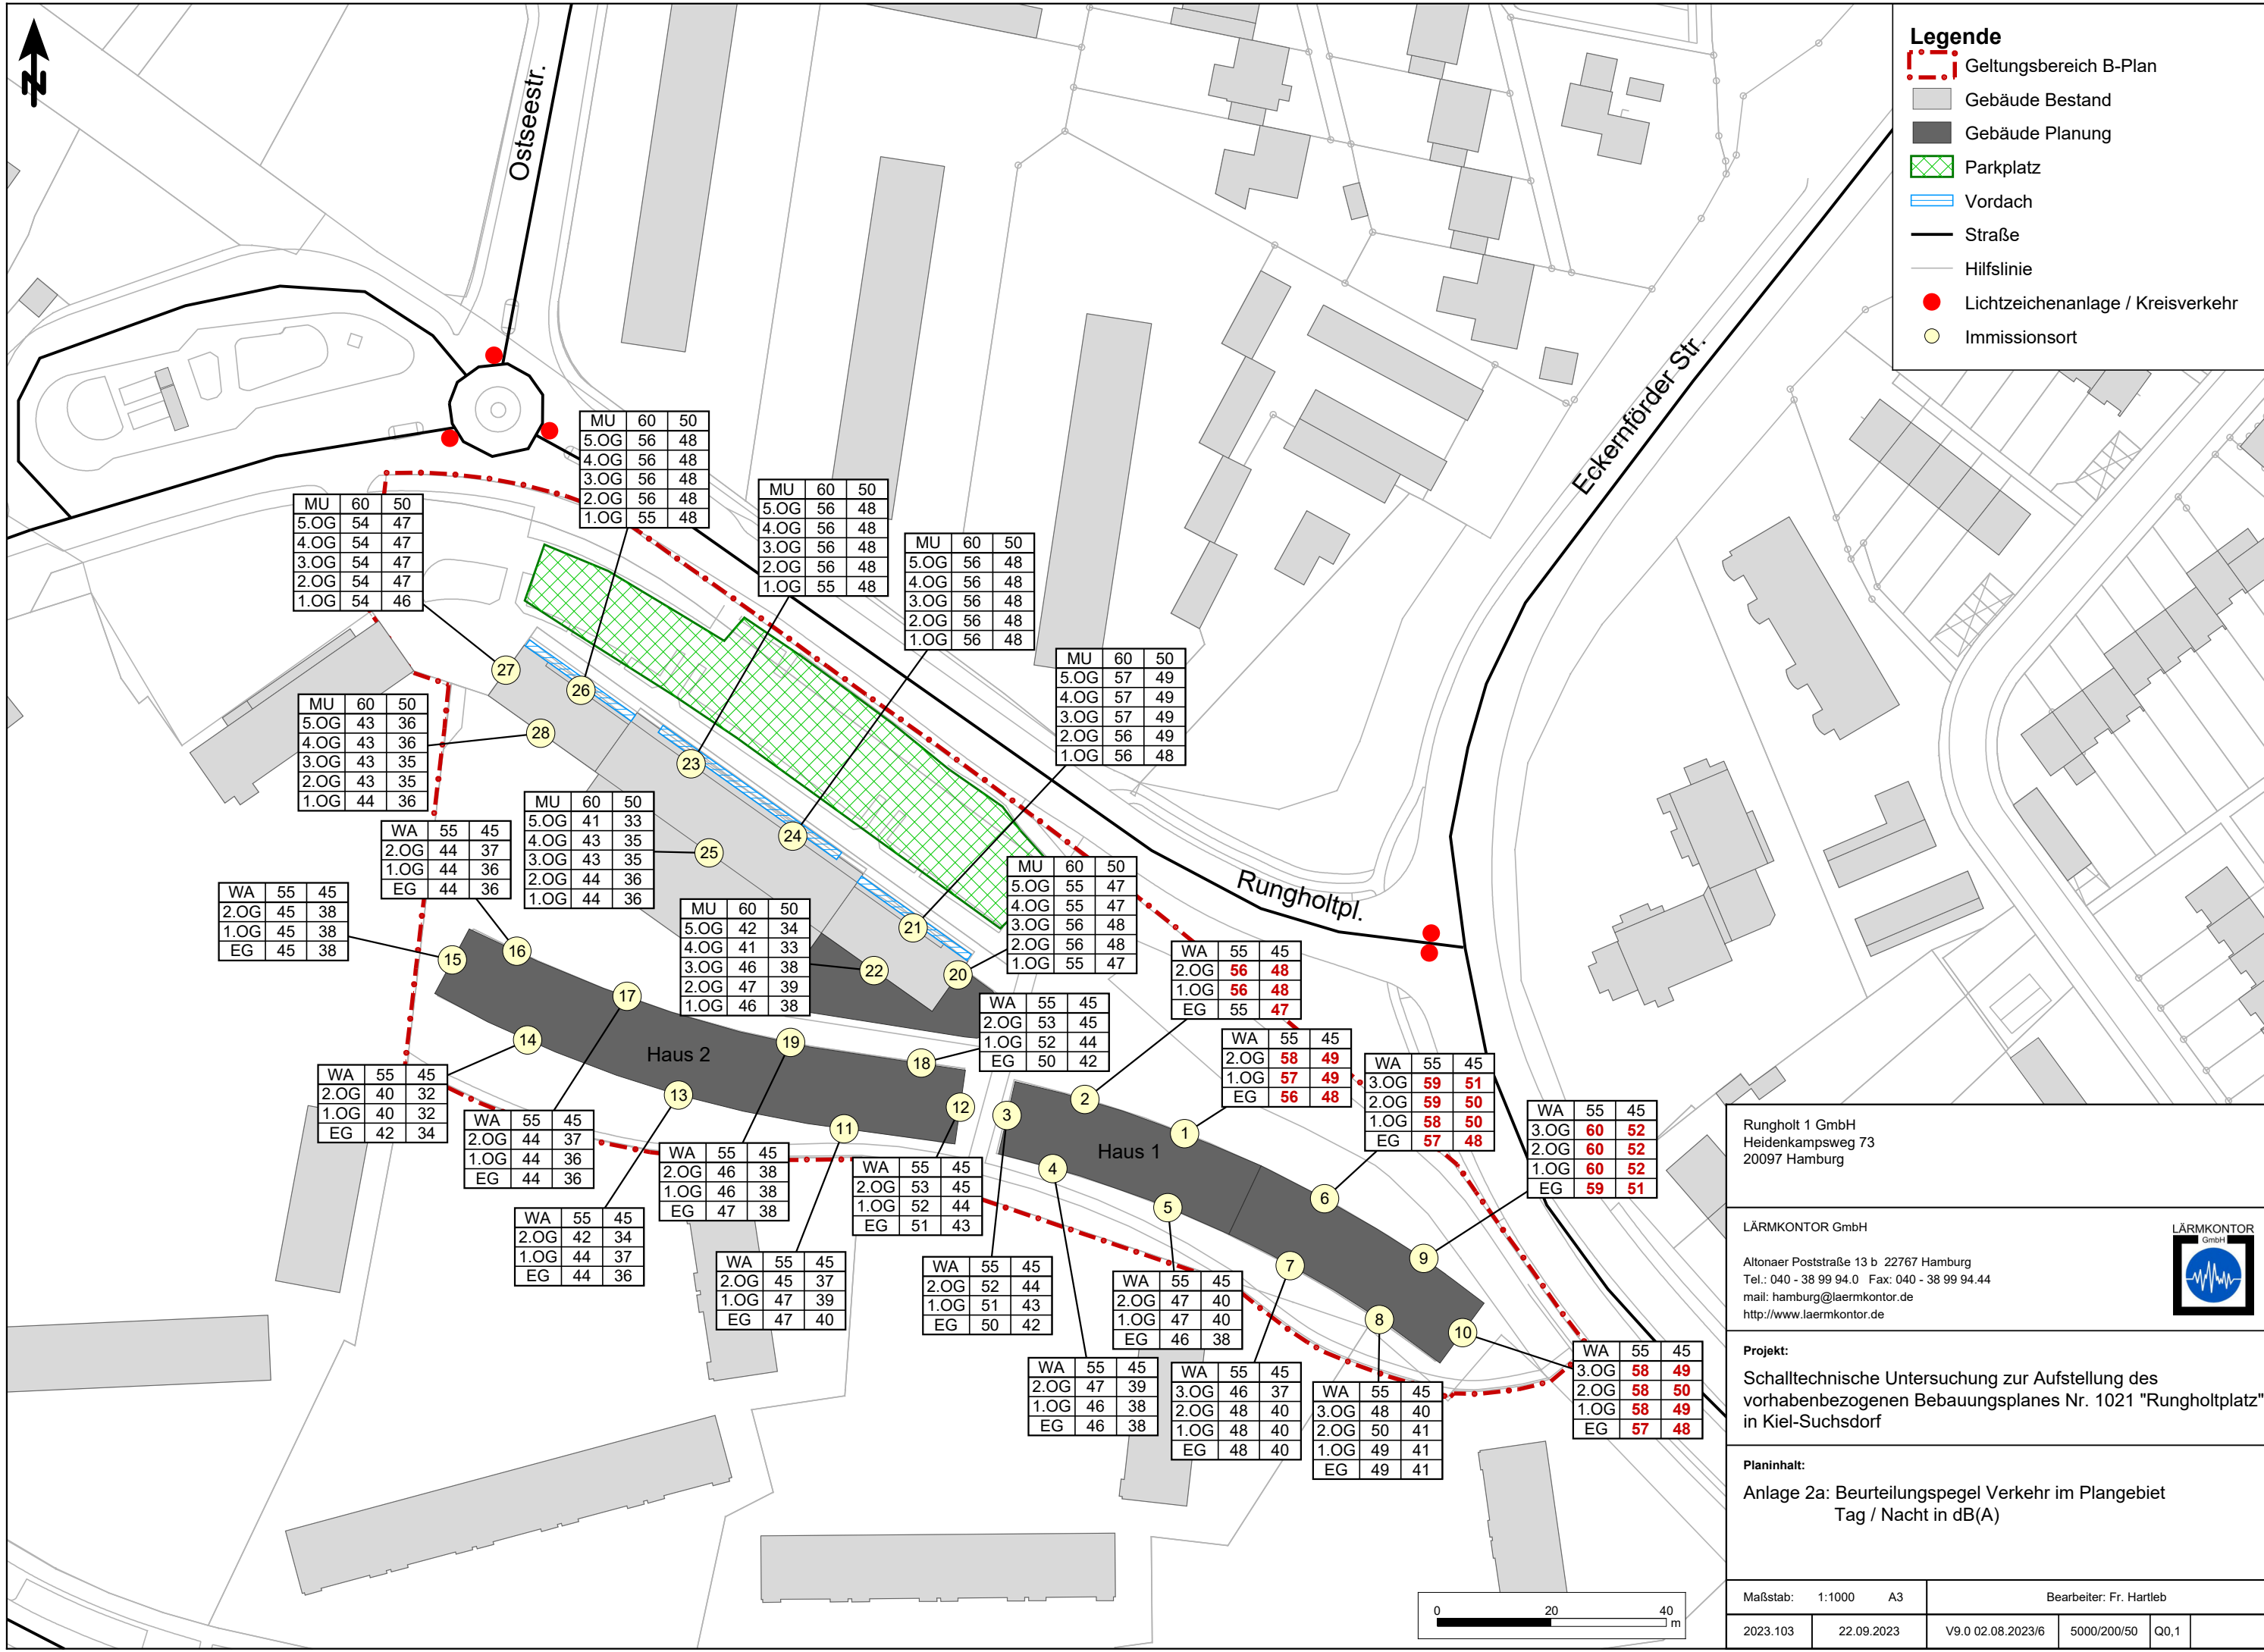 N
Ostseestr.
Eckernförder Str.
Rungholtpl.
Legende
Geltungsbereich B-Plan
Gebäude Bestand
Gebäude Planung
Parkplatz
Vordach
Straße
Hilfslinie
Lichtzeichenanlage / Kreisverkehr
Immissionsort
MU 60 50
5.OG 56 48
4.OG 56 48
3.OG 56 48
2.OG 56 48
1.OG 55 48
MU 60 50
5.OG 56 48
4.OG 56 48
3.OG 56 48
2.OG 56 48
1.OG 55 48
MU 60 50
5.OG 54 47
4.OG 54 47
3.OG 54 47
2.OG 54 47
1.OG 54 46
MU 60 50
5.OG 56 48
4.OG 56 48
3.OG 56 48
2.OG 56 48
1.OG 56 48
MU 60 50
5.OG 57 49
4.OG 57 49
3.OG 57 49
2.OG 56 49
1.OG 56 48
MU 60 50
5.OG 43 36
4.OG 43 36
3.OG 43 35
2.OG 43 35
1.OG 44 36
MU 60 50
5.OG 41 33
4.OG 43 35
3.OG 43 35
2.OG 44 36
1.OG 44 36
WA 55 45
2.OG 44 37
1.OG 44 36
EG 44 36
WA 55 45
2.OG 45 38
1.OG 45 38
EG 45 38
MU 60 50
5.OG 42 34
4.OG 41 33
3.OG 46 38
2.OG 47 39
1.OG 46 38
MU 60 50
5.OG 55 47
4.OG 55 47
3.OG 56 48
2.OG 56 48
1.OG 55 47
WA 55 45
2.OG 56 48
1.OG 56 48
EG 55 47
WA 55 45
2.OG 53 45
1.OG 52 44
EG 50 42
WA 55 45
2.OG 58 49
1.OG 57 49
EG 56 48
WA 55 45
3.OG 59 51
2.OG 59 50
1.OG 58 50
EG 57 48
WA 55 45
3.OG 60 52
2.OG 60 52
1.OG 60 52
EG 59 51
WA 55 45
2.OG 40 32
1.OG 40 32
EG 42 34
WA 55 45
2.OG 44 37
1.OG 44 36
EG 44 36
WA 55 45
2.OG 46 38
1.OG 46 38
EG 47 38
WA 55 45
2.OG 53 45
1.OG 52 44
EG 51 43
WA 55 45
2.OG 42 34
1.OG 44 37
EG 44 36
WA 55 45
2.OG 45 37
1.OG 47 39
EG 47 40
WA 55 45
2.OG 52 44
1.OG 51 43
EG 50 42
WA 55 45
2.OG 47 40
1.OG 47 40
EG 46 38
WA 55 45
2.OG 47 39
1.OG 46 38
EG 46 38
WA 55 45
3.OG 46 37
2.OG 48 40
1.OG 48 40
EG 48 40
WA 55 45
3.OG 48 40
2.OG 50 41
1.OG 49 41
EG 49 41
WA 55 45
3.OG 58 49
2.OG 58 50
1.OG 58 49
EG 57 48
27
26
28
23
25
24
21
22
20
15
16
17
14
19
18
13
12
11
3
2
1
4
5
6
7
9
8
10
Haus 2
Haus 1
Rungholt 1 GmbH
Heidenkampsweg 73
20097 Hamburg
LÄRMKONTOR GmbH
Altonaer Poststraße 13 b 22767 Hamburg
Tel.: 040 - 38 99 94.0 Fax: 040 - 38 99 94.44
mail: hamburg@laermkontor.de
http://www.laermkontor.de
LÄRMKONTOR
GmbH
Projekt:
Schalltechnische Untersuchung zur Aufstellung des
vorhabenbezogenen Bebauungsplanes Nr. 1021 "Rungholtplatz"
in Kiel-Suchsdorf
Planinhalt:
Anlage 2a: Beurteilungspegel Verkehr im Plangebiet
Tag / Nacht in dB(A)
0 20 40
m
Maßstab: 1:1000 A3 Bearbeiter: Fr. Hartleb
2023.103 22.09.2023 V9.0 02.08.2023/6 5000/200/50 Q0,1